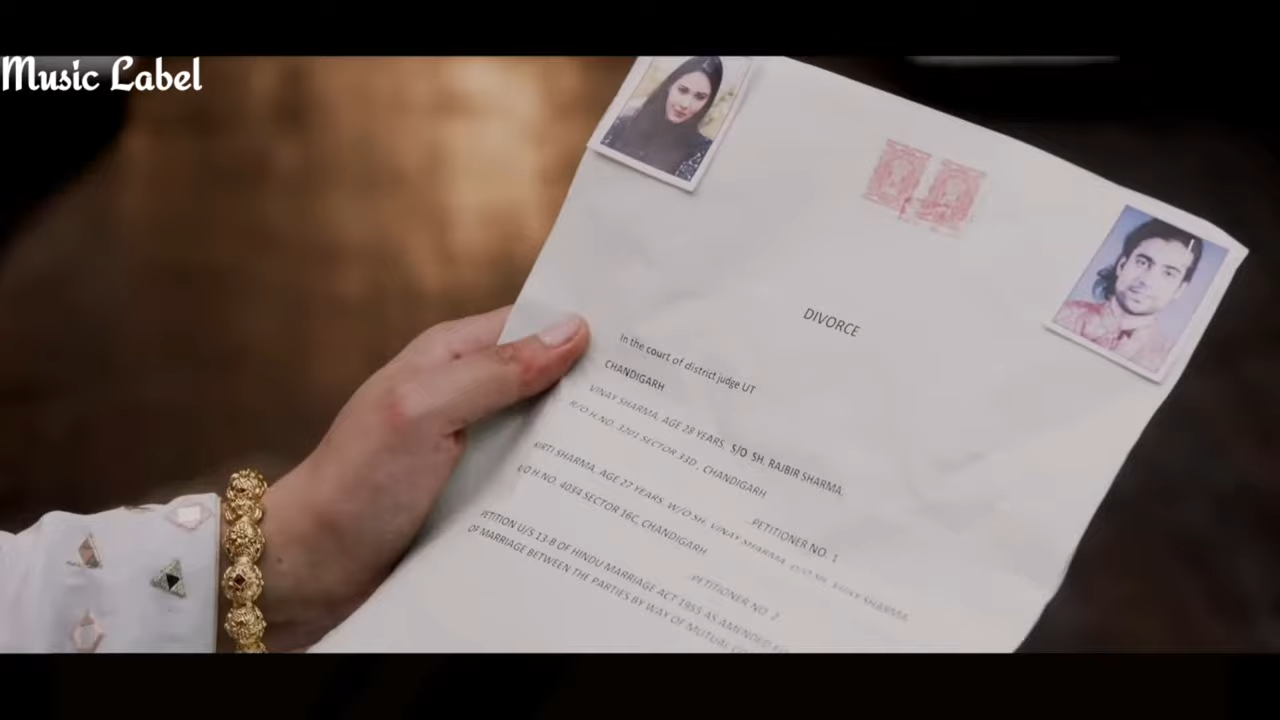 Music Label
DIVORCE
In the court of district judge UT
CHANDIGARH
VINAY SHARMA, AGE 28 YEARS, S/O SH. RAJBIR SHARMA,
R/O H.NO. 3201 SECTOR 33D, CHANDIGARH
...PETITIONER NO. 1
KIRTI SHARMA, AGE 27 YEARS, W/O SH. VINAY SHARMA, D/O SH. SHARMA,
H.NO. 4034 SECTOR 16C, CHANDIGARH
...PETITIONER NO. 2
PETITION U/S 13-B OF HINDU MARRIAGE ACT 1955 AS AMENDED
OF MARRIAGE BETWEEN THE PARTIES BY WAY OF MUTUAL